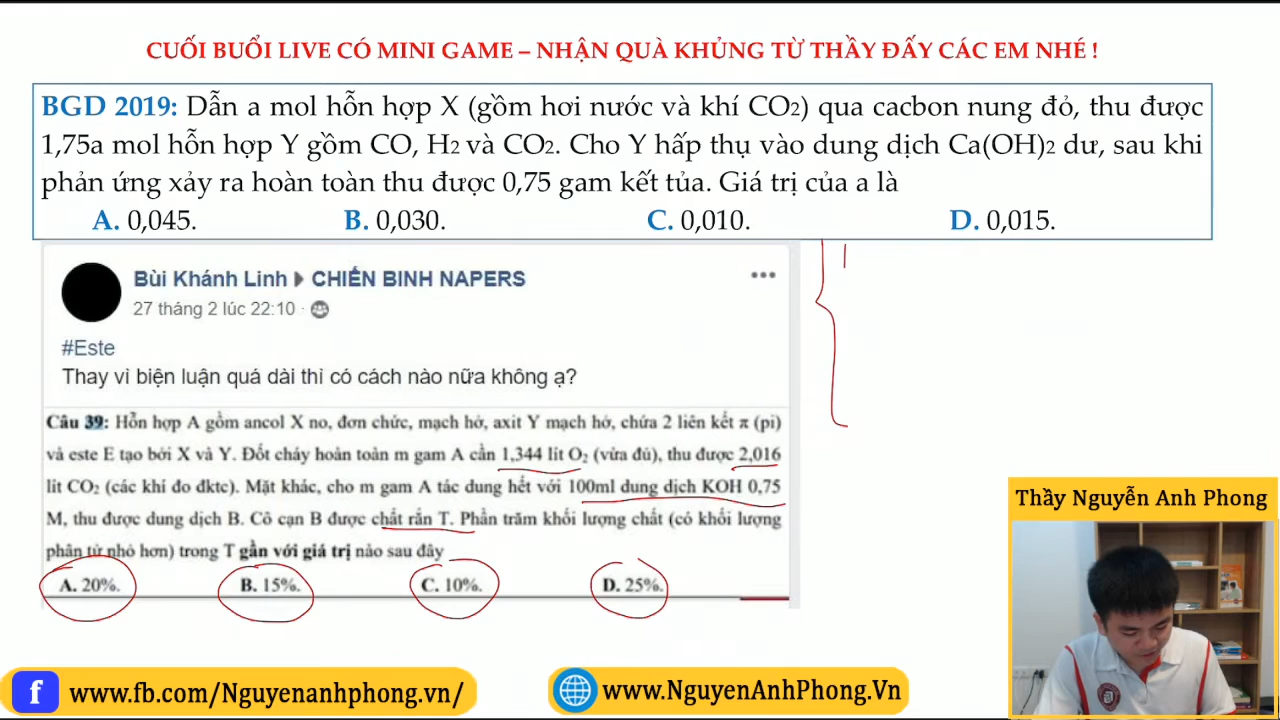 CUỐI BUỔI LIVE CÓ MINI GAME – NHẬN QUÀ KHỦNG TỪ THẦY ĐẤY CÁC EM NHÉ !
BGD 2019: Dẫn a mol hỗn hợp X (gồm hơi nước và khí CO2) qua cacbon nung đỏ, thu được
1,75a mol hỗn hợp Y gồm CO, H2 và CO2. Cho Y hấp thụ vào dung dịch Ca(OH)2 dư, sau khi
phản ứng xảy ra hoàn toàn thu được 0,75 gam kết tủa. Giá trị của a là
A. 0,045. B. 0,030. C. 0,010. D. 0,015.
Bùi Khánh Linh CHIẾN BINH NAPERS
27 tháng 2 lúc 22:10 ·
#Este
Thay vì biện luận quá dài thì có cách nào nữa không ạ?
Câu 39: Hỗn hợp A gồm ancol X no, đơn chức, mạch hở, axit Y mạch hở, chứa 2 liên kết π (pi)
và este E tạo bởi X và Y. Đốt cháy hoàn toàn m gam A cần 1,344 lít O2 (vừa đủ), thu được 2,016
lít CO2 (các khí đo đktc). Mặt khác, cho m gam A tác dung hết với 100ml dung dịch KOH 0,75
M, thu được dung dịch B. Cô cạn B được chất rắn T. Phần trăm khối lượng chất (có khối lượng
phân tử nhỏ hơn) trong T gần với giá trị nào sau đây
A. 20%. B. 15%. C. 10%. D. 25%.
Thầy Nguyễn Anh Phong
f www.fb.com/Nguyenanhphong.vn/
www.NguyenAnhPhong.Vn